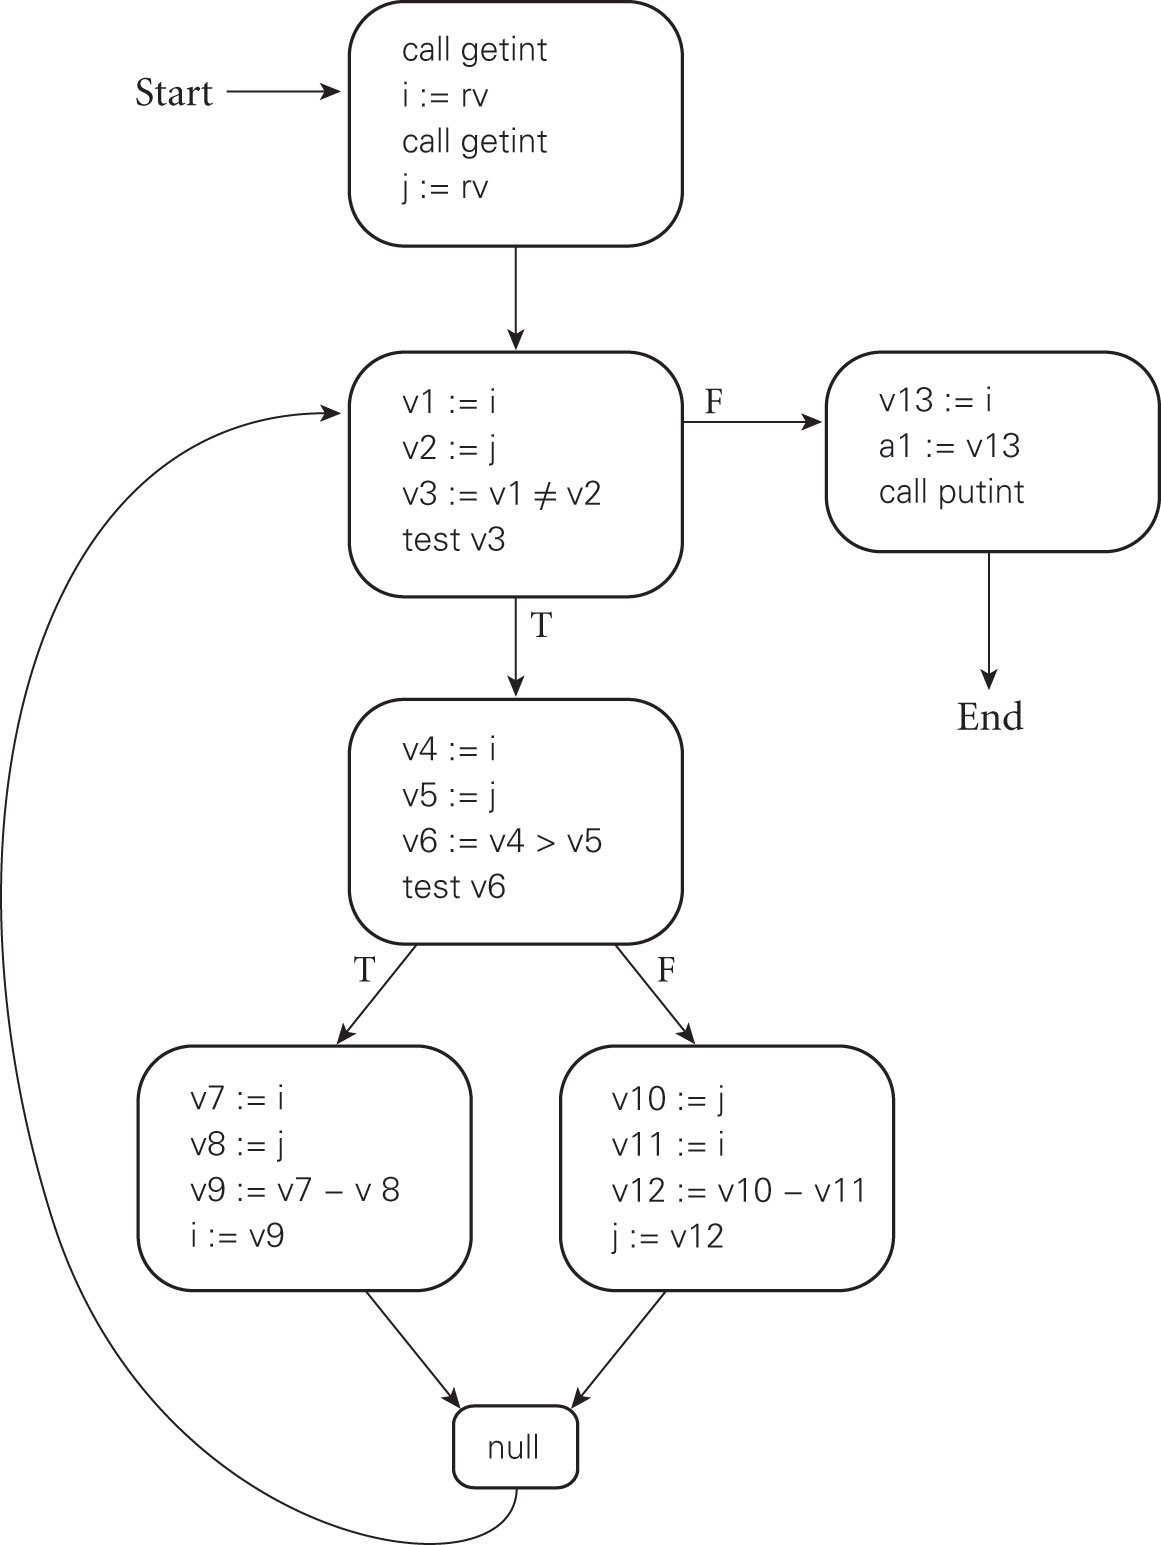 call getint
Start
i := rv
call getint
j := rv
v1 := i
v2 := j
v3 := v1 ≠ v2
test v3
F
v13 := i
a1 := v13
call putint
T
End
v4 := i
v5 := j
v6 := v4 > v5
test v6
T
F
v7 := i
v8 := j
v9 := v7 – v 8
i := v9
v10 := j
v11 := i
v12 := v10 – v11
j := v12
null